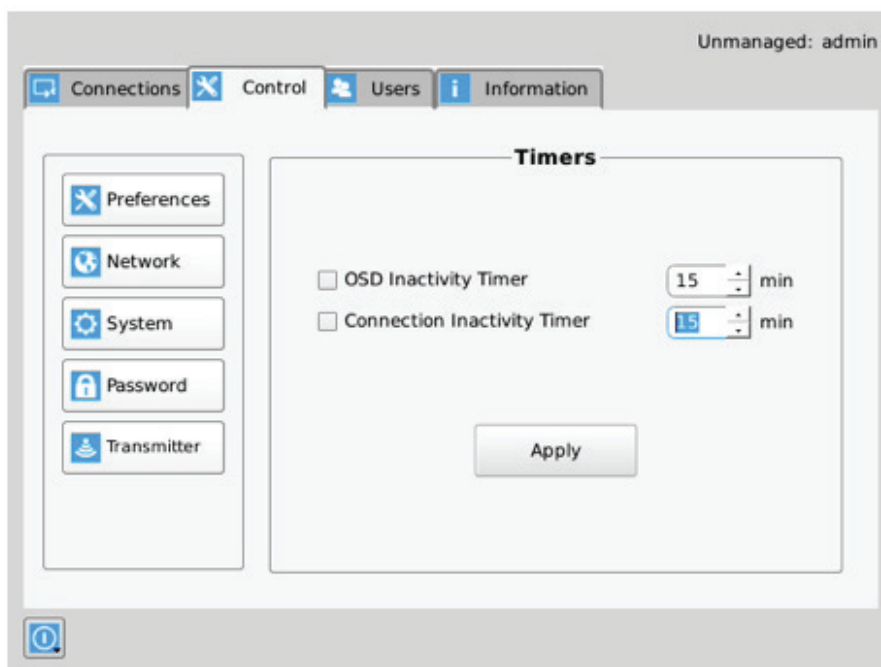 Unmanaged: admin
Connections Control Users i Information
Timers
Preferences
Network
OSD Inactivity Timer 15 min
System
Connection Inactivity Timer 15 min
Password
Transmitter
Apply